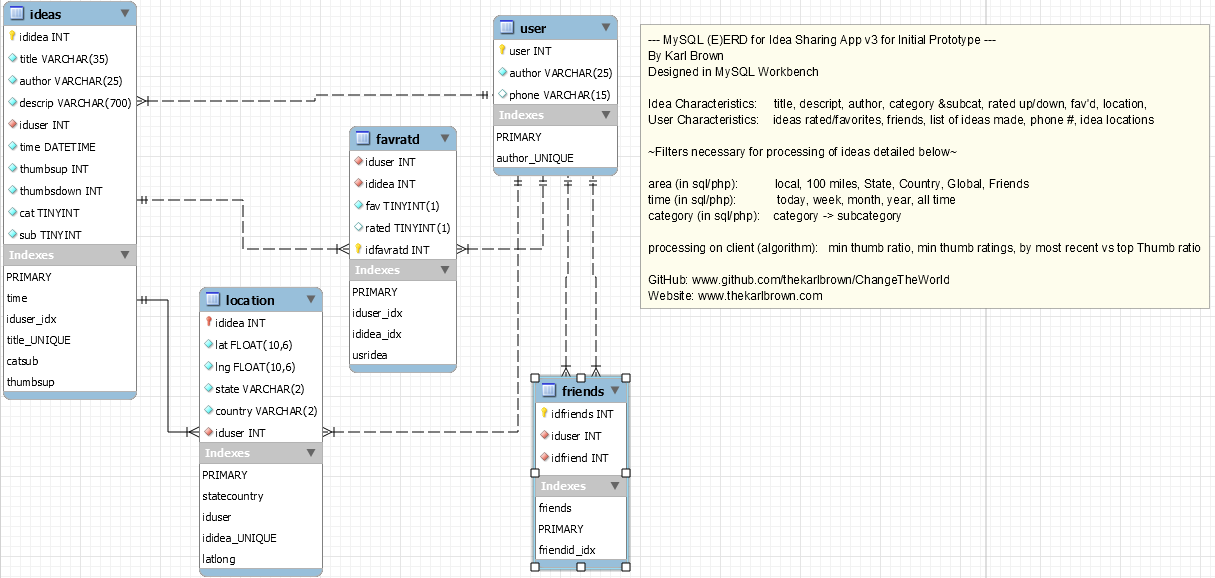 ideas
ididea INT
title VARCHAR(35)
author VARCHAR(25)
descrip VARCHAR(700)
iduser INT
time DATETIME
thumbsup INT
thumbsdown INT
cat TINYINT
sub TINYINT
Indexes
PRIMARY
time
iduser_idx
title_UNIQUE
catsub
thumbsup
location
ididea INT
lat FLOAT(10,6)
lng FLOAT(10,6)
state VARCHAR(2)
country VARCHAR(2)
iduser INT
Indexes
PRIMARY
statecountry
iduser
ididea_UNIQUE
latlong
favratd
iduser INT
ididea INT
fav TINYINT(1)
rated TINYINT(1)
idfavratd INT
Indexes
PRIMARY
iduser_idx
ididea_idx
usridea
user
user INT
author VARCHAR(25)
phone VARCHAR(15)
Indexes
PRIMARY
author_UNIQUE
friends
idfriends INT
iduser INT
idfriend INT
Indexes
friends
PRIMARY
friendid_idx
--- MySQL (E)ERD for Idea Sharing App v3 for Initial Prototype ---
By Karl Brown
Designed in MySQL Workbench
Idea Characteristics: title, descript, author, category &subcat, rated up/down, fav'd, location,
User Characteristics: ideas rated/favorites, friends, list of ideas made, phone #, idea locations
~Filters necessary for processing of ideas detailed below~
area (in sql/php): local, 100 miles, State, Country, Global, Friends
time (in sql/php): today, week, month, year, all time
category (in sql/php): category -> subcategory
processing on client (algorithm): min thumb ratio, min thumb ratings, by most recent vs top Thumb ratio
GitHub: www.github.com/thekarlbrown/ChangeTheWorld
Website: www.thekarlbrown.com